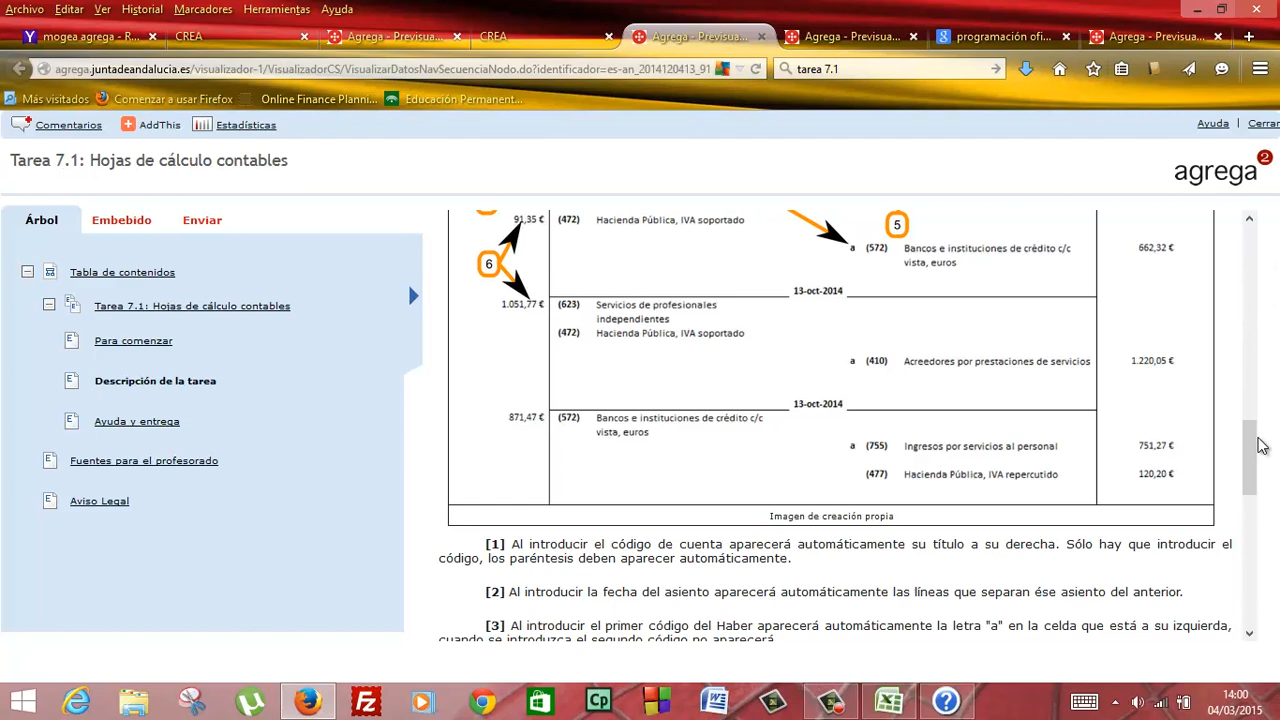 Archivo Editar Ver Historial Marcadores Herramientas Ayuda
mogea agrega - R... CREA Agrega - Previsua... CREA Agrega - Previsua... Agrega - Previsua... programación ofi... Agrega - Previsua...
agrega.juntadeandalucia.es/visualizador-1/VisualizadorCS/VisualizarDatosNavSecuenciaNodo.do?identificador=es-an_2014120413_91 tarea 7.1
Más visitados Comenzar a usar Firefox Online Finance Planni... Educación Permanent...
Comentarios AddThis Estadísticas Ayuda Cerrar
Tarea 7.1: Hojas de cálculo contables
agrega 2
Árbol Embebido Enviar
Tabla de contenidos
Tarea 7.1: Hojas de cálculo contables
Para comenzar
Descripción de la tarea
Ayuda y entrega
Fuentes para el profesorado
Aviso Legal
91,35 € (472) Hacienda Pública, IVA soportado
5
a (572) Bancos e instituciones de crédito c/c 662,32 €
vista, euros
6
13-oct-2014
1.051,77 € (623) Servicios de profesionales
independientes
(472) Hacienda Pública, IVA soportado
a (410) Acreedores por prestaciones de servicios 1.220,05 €
13-oct-2014
871,47 € (572) Bancos e instituciones de crédito c/c
vista, euros
a (755) Ingresos por servicios al personal 751,27 €
(477) Hacienda Pública, IVA repercutido 120,20 €
Imagen de creación propia
[1] Al introducir el código de cuenta aparecerá automáticamente su título a su derecha. Sólo hay que introducir el
código, los paréntesis deben aparecer automáticamente.
[2] Al introducir la fecha del asiento aparecerá automáticamente las líneas que separan ése asiento del anterior.
[3] Al introducir el primer código del Haber aparecerá automáticamente la letra "a" en la celda que está a su izquierda,
cuando se introduzca el segundo código no aparecerá
14:00
04/03/2015